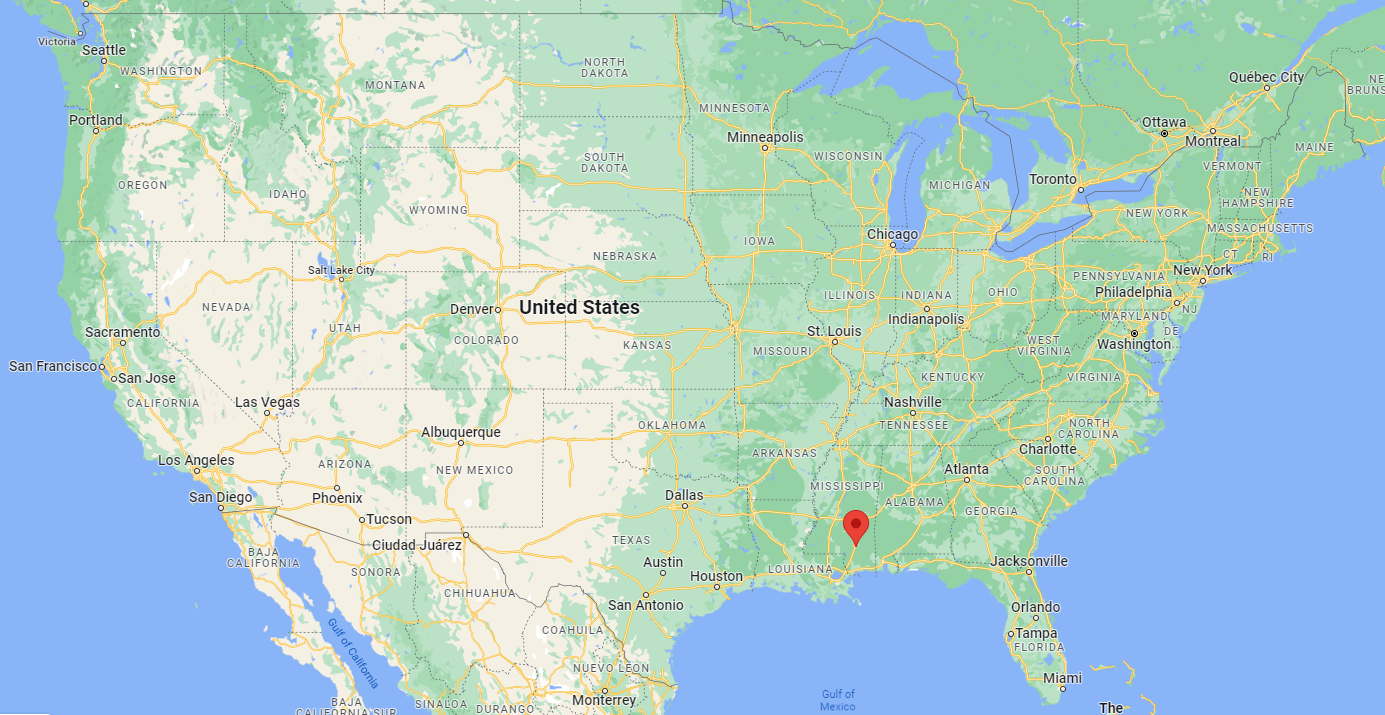 Victoria
Seattle
WASHINGTON
MONTANA
NORTH
DAKOTA
MINNESOTA
Québec City
NE
BRUNS
Portland
Minneapolis
Ottawa
Montreal
MAINE
OREGON
IDAHO
SOUTH
DAKOTA
WISCONSIN
MICHIGAN
Toronto
VERMONT
NEW
HAMPSHIRE
WYOMING
NEW YORK
MASSACHUSETTS
Chicago
IOWA
NEBRASKA
CT
RI
Salt Lake City
PENNSYLVANIA
New York
NEVADA
Denver
United States
ILLINOIS
INDIANA
OHIO
Philadelphia
NJ
Indianapolis
MARYLAND
DE
Sacramento
UTAH
COLORADO
KANSAS
St. Louis
MISSOURI
WEST
VIRGINIA
Washington
San Francisco
San Jose
KENTUCKY
VIRGINIA
CALIFORNIA
Las Vegas
Nashville
TENNESSEE
Albuquerque
OKLAHOMA
NORTH
CAROLINA
Charlotte
Los Angeles
ARIZONA
NEW MEXICO
ARKANSAS
Atlanta
SOUTH
CAROLINA
San Diego
Phoenix
Dallas
MISSISSIPPI
ALABAMA
GEORGIA
Tucson
Ciudad Juárez
TEXAS
BAJA
CALIFORNIA
SONORA
Austin
Houston
LOUISIANA
Jacksonville
CHIHUAHUA
San Antonio
Orlando
Gulf of California
COAHUILA
Tampa
FLORIDA
NUEVO LEON
Miami
Monterrey
Gulf of
Mexico
BAJA
CALIFORNIA SUR
SINALOA
DURANGO
The